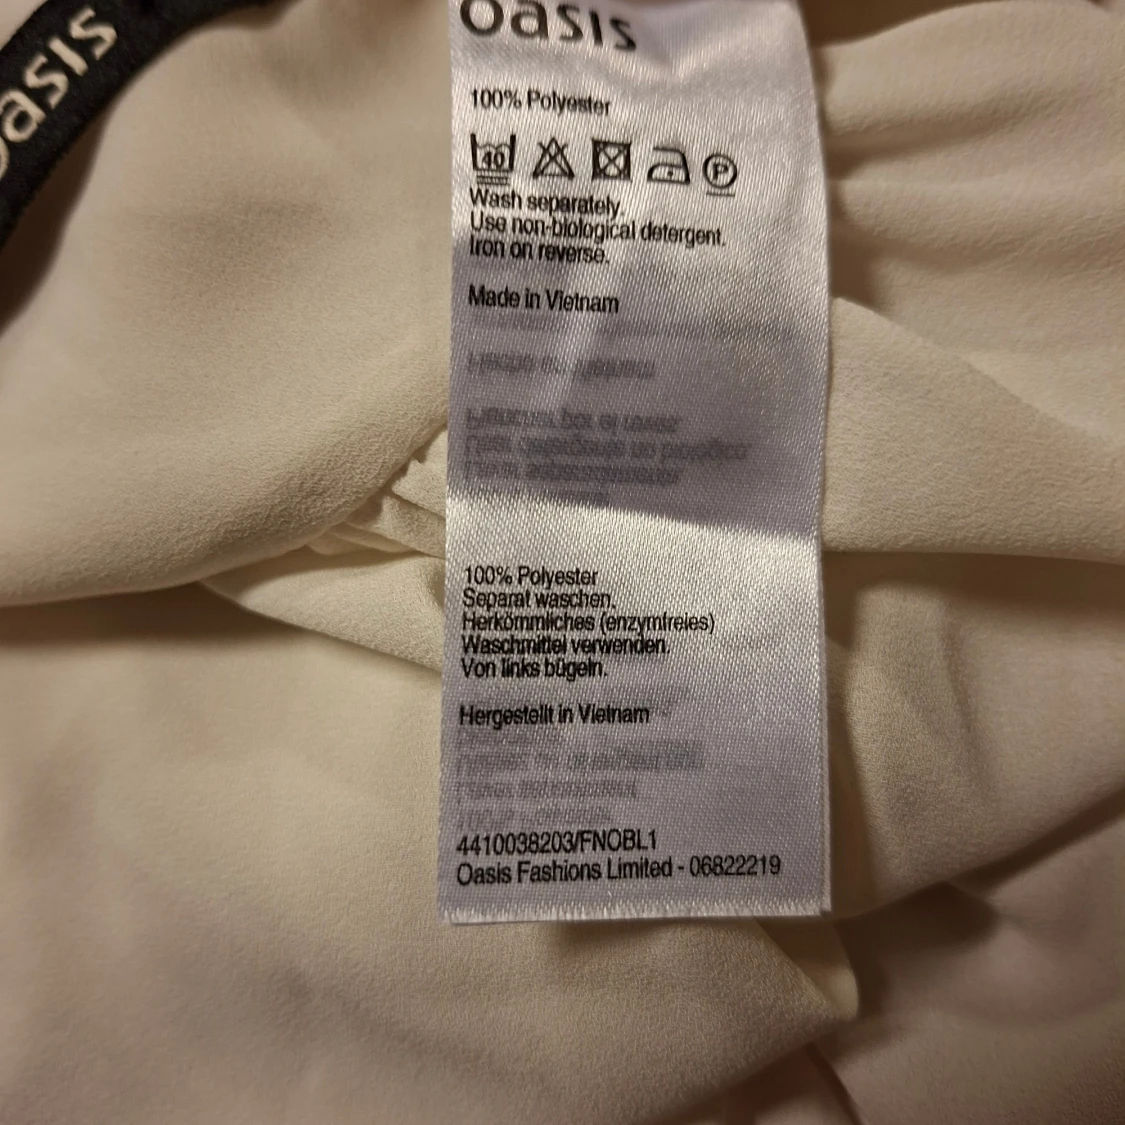 oasis
oasis
100% Polyester
40
P
Wash separately.
Use non-biological detergent.
Iron on reverse.
Made in Vietnam
100% Polyester
Separat waschen.
Herkömmliches (enzymfreies)
Waschmittel verwenden.
Von links bügeln.
Hergestellt in Vietnam
4410038203/FNOBL1
Oasis Fashions Limited - 06822219